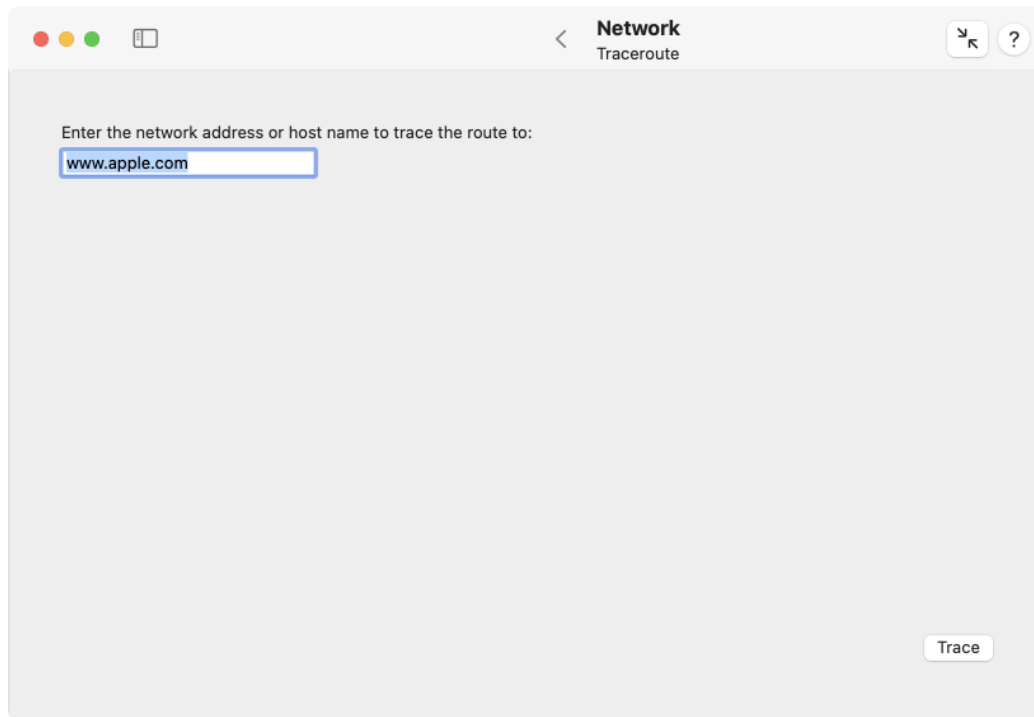 Network
Traceroute
?
Enter the network address or host name to trace the route to:
www.apple.com
Trace